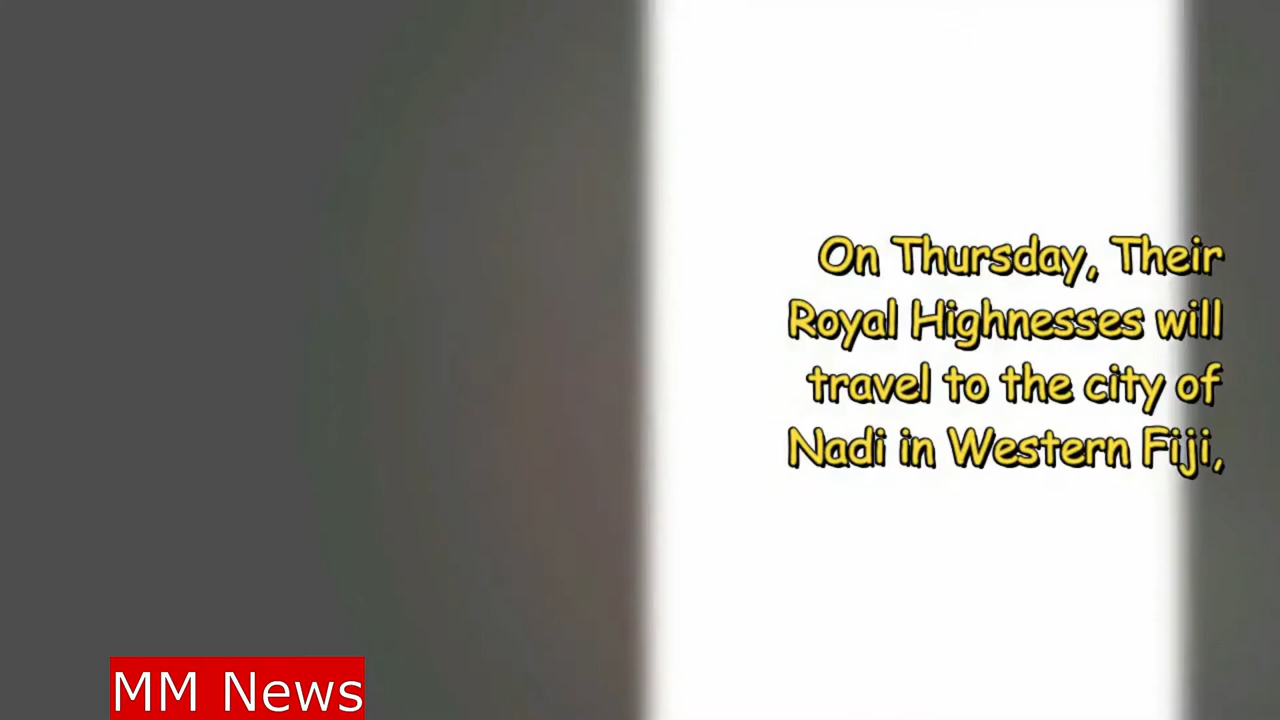 On Thursday, Their
Royal Highnesses will
travel to the city of
Nadi in Western Fiji,
MM News